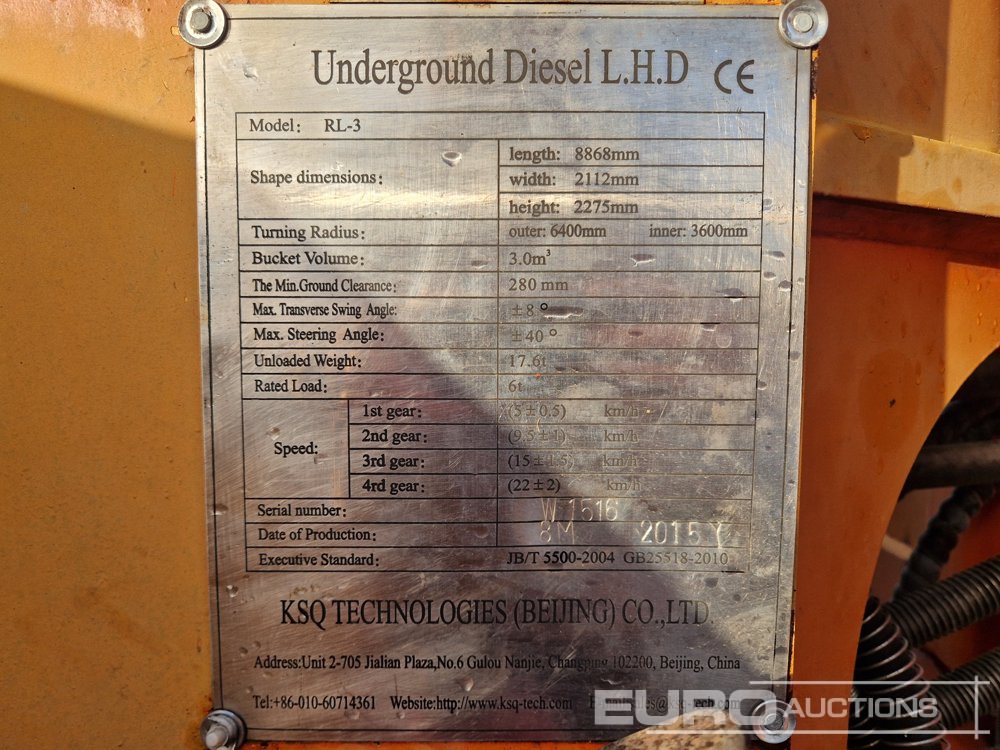 Underground Diesel L.H.D CE
Model: RL-3
Shape dimensions:
length: 8868mm
width: 2112mm
height: 2275mm
Turning Radius: outer: 6400mm inner: 3600mm
Bucket Volume: 3.0m³
The Min.Ground Clearance: 280 mm
Max. Transverse Swing Angle: ±8°
Max. Steering Angle: ±40°
Unloaded Weight: 17.6t
Rated Load: 6t
Speed:
1st gear: (5±0.5) km/h
2nd gear: (9.5±1) km/h
3rd gear: (15±1.5) km/h
4rd gear: (22±2) km/h
Serial number: W1516
Date of Production: 8M 2015Y
Executive Standard: JB/T 5500-2004 GB25518-2010
KSQ TECHNOLOGIES (BEIJING) CO.,LTD.
Address:Unit 2-705 Jialian Plaza,No.6 Gulou Nanjie, Changping 102200, Beijing, China
Tel:+86-010-60714361 Website:http://www.ksq-tech.com E-mail:sales@ksq-tech.com
EURO AUCTIONS